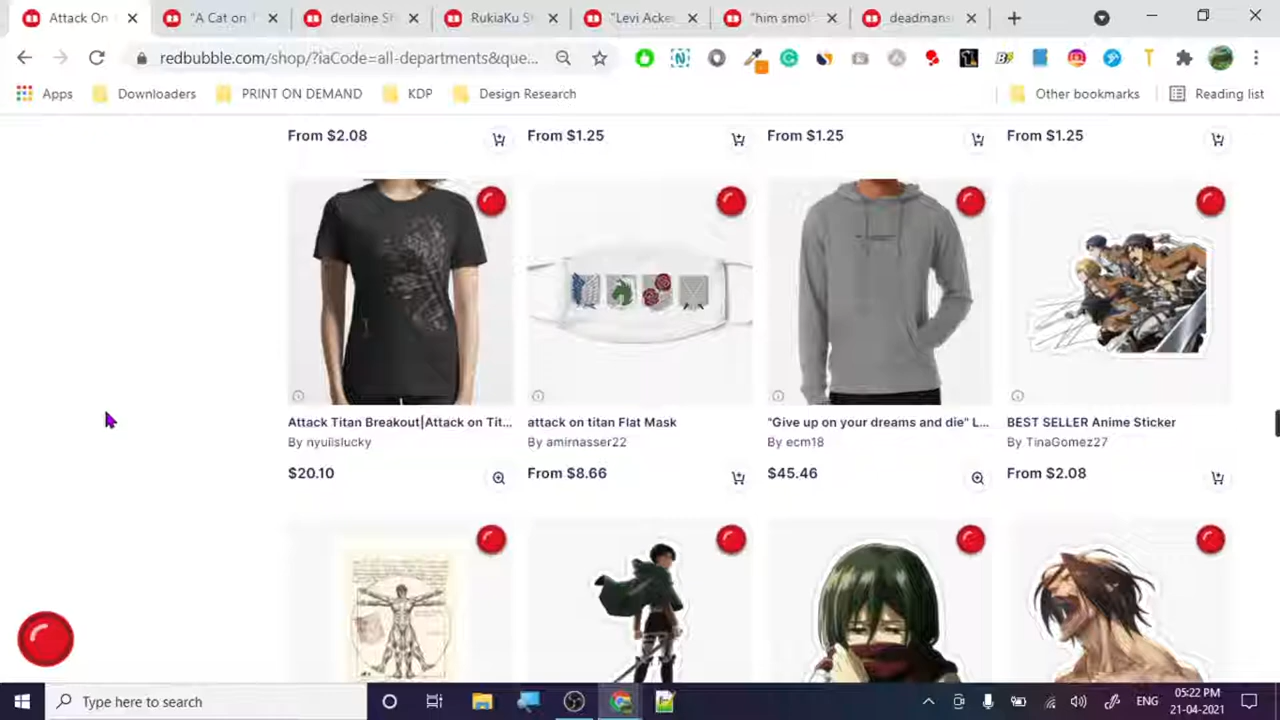 Attack On
"A Cat on
derlaine S
RukiaKu S
"Levi Acke
"him smol"
deadmans
redbubble.com/shop/?iaCode=all-departments&que...
Apps
Downloaders
PRINT ON DEMAND
KDP
Design Research
Other bookmarks
Reading list
From $2.08
From $1.25
From $1.25
From $1.25
Attack Titan Breakout|Attack on Tit...
attack on titan Flat Mask
"Give up on your dreams and die" L...
BEST SELLER Anime Sticker
By nyuiislucky
By amirnasser22
By ecm18
By TinaGomez27
$20.10
From $8.66
$45.46
From $2.08
Type here to search
ENG
05:22 PM
21-04-2021